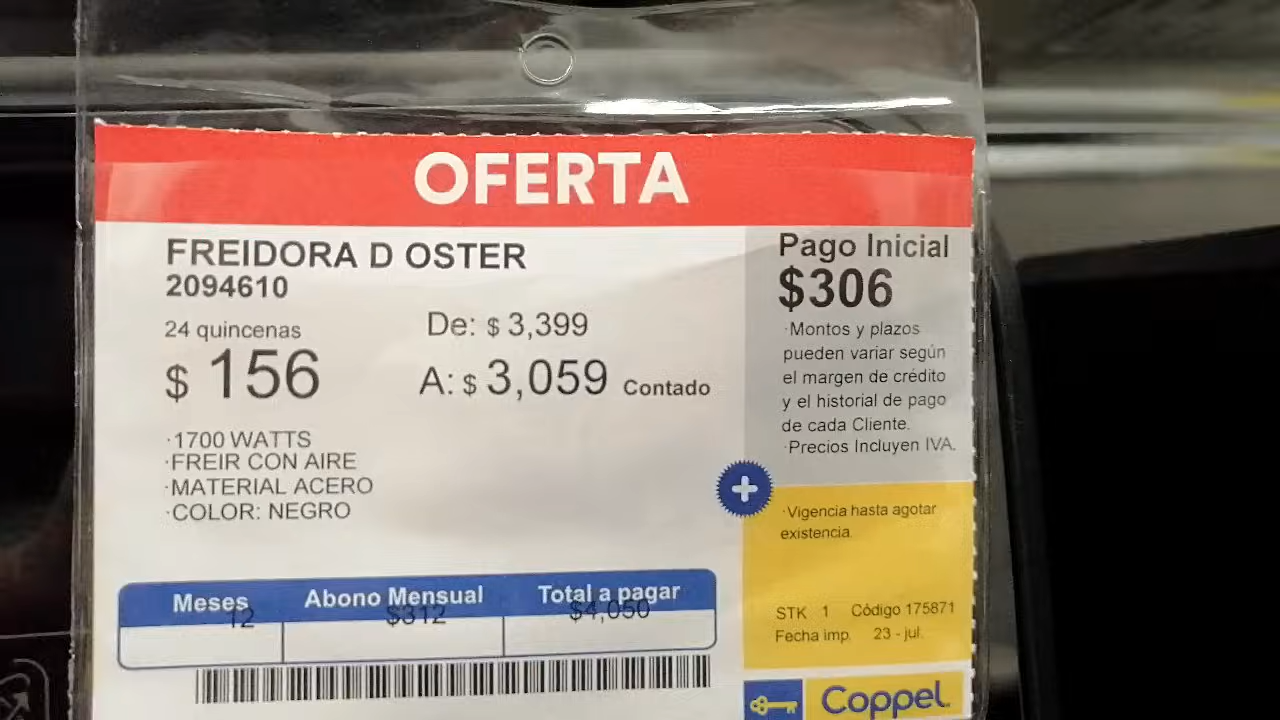 OFERTA
FREIDORA D OSTER
2094610
24 quincenas
$ 156
De: $ 3,399
A: $ 3,059 Contado
·1700 WATTS
·FREIR CON AIRE
·MATERIAL ACERO
·COLOR: NEGRO
Pago Inicial
$306
·Montos y plazos
pueden variar según
el margen de crédito
y el historial de pago
de cada Cliente.
·Precios Incluyen IVA.
·Vigencia hasta agotar
existencia.
STK 1 Código 175871
Fecha imp. 23 - jul.
Meses Abono Mensual Total a pagar
12 $312 $4,050
Coppel.